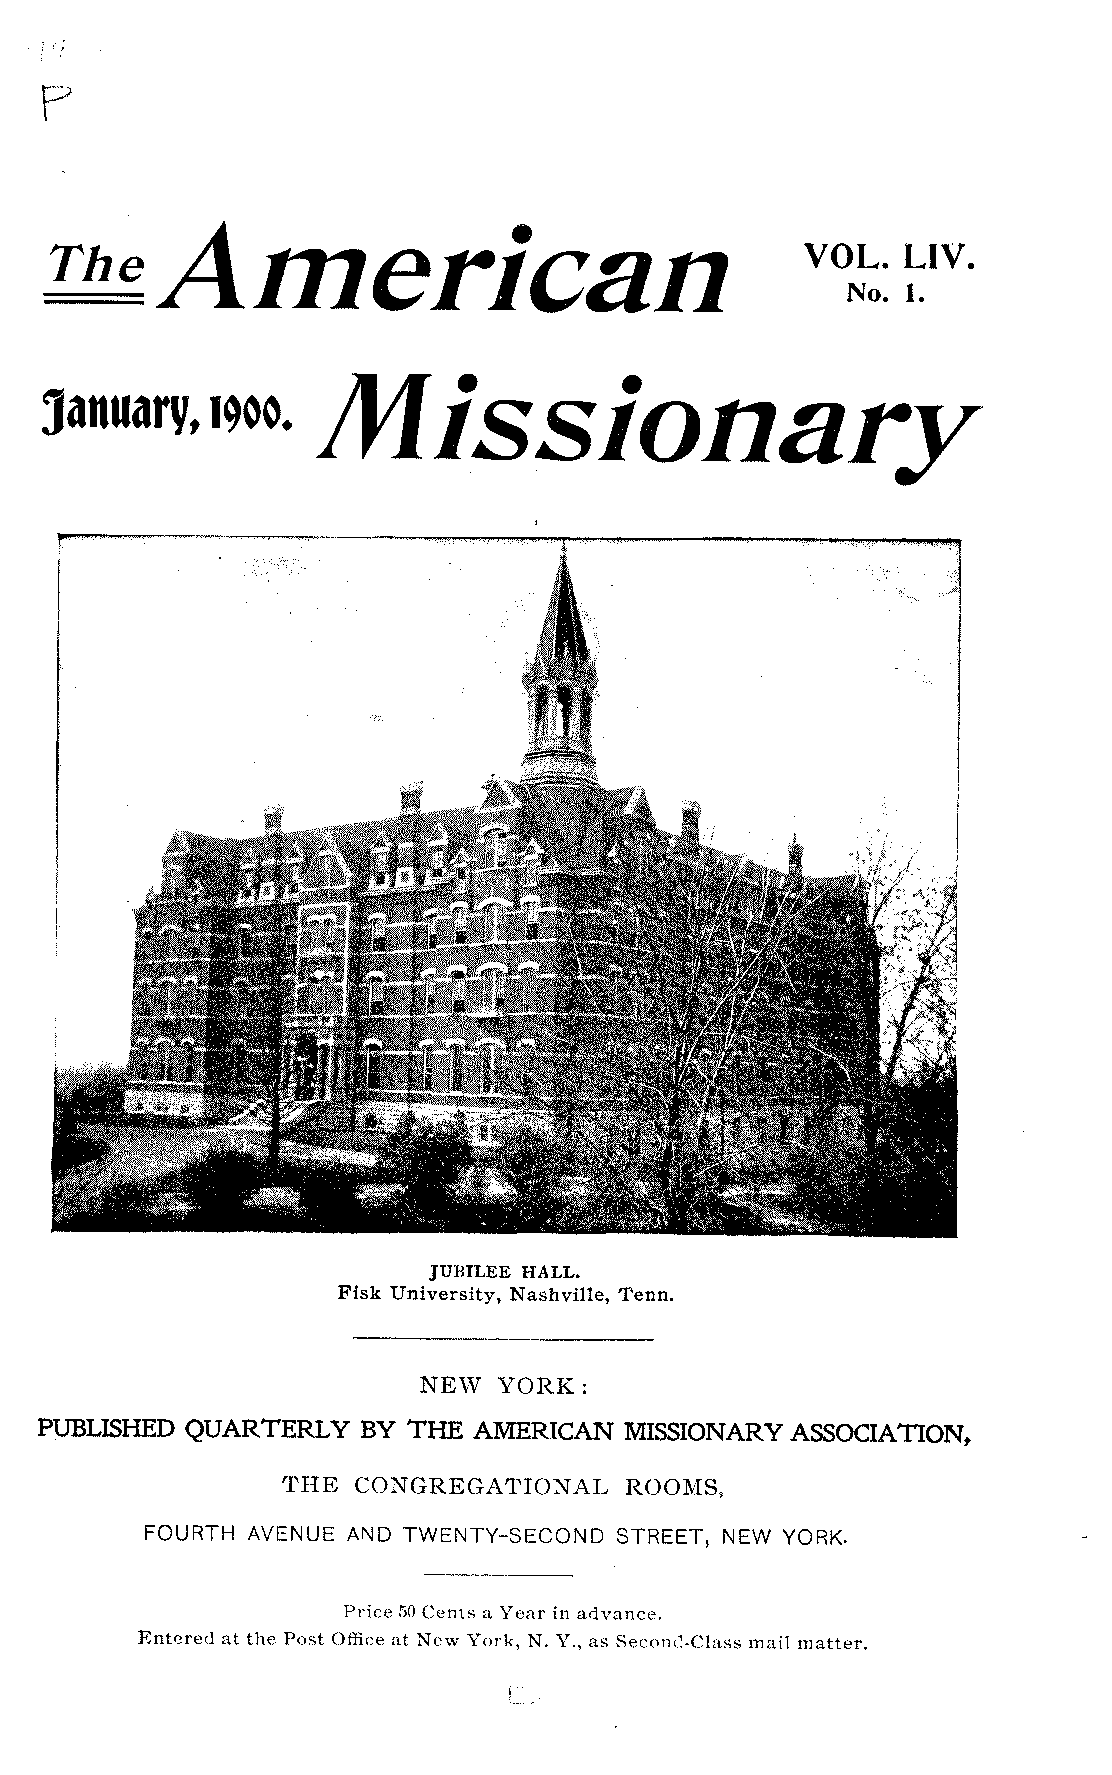 P
The American
VOL. LIV.
No. 1.
January, 1900.
Missionary
JUBILEE HALL.
Fisk University, Nashville, Tenn.
NEW YORK:
PUBLISHED QUARTERLY BY THE AMERICAN MISSIONARY ASSOCIATION,
THE CONGREGATIONAL ROOMS,
FOURTH AVENUE AND TWENTY-SECOND STREET, NEW YORK.
Price 50 Cents a Year in advance.
Entered at the Post Office at New York, N. Y., as Second-Class mail matter.